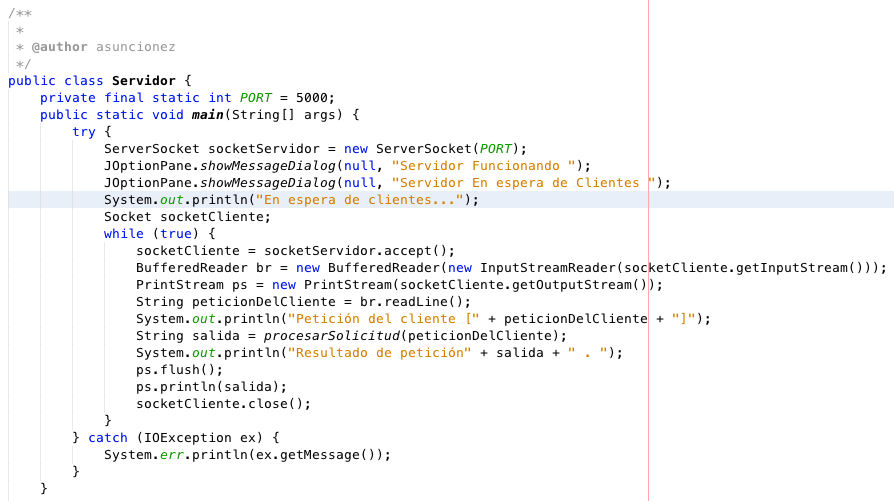 /**
 *
 * @author asuncionez
 */
public class Servidor {
    private final static int PORT = 5000;
    public static void main(String[] args) {
        try {
            ServerSocket socketServidor = new ServerSocket(PORT);
            JOptionPane.showMessageDialog(null, "Servidor Funcionando ");
            JOptionPane.showMessageDialog(null, "Servidor En espera de Clientes ");
            System.out.println("En espera de clientes...");
            Socket socketCliente;
            while (true) {
                socketCliente = socketServidor.accept();
                BufferedReader br = new BufferedReader(new InputStreamReader(socketCliente.getInputStream()));
                PrintStream ps = new PrintStream(socketCliente.getOutputStream());
                String peticionDelCliente = br.readLine();
                System.out.println("Petición del cliente [" + peticionDelCliente + "]");
                String salida = procesarSolicitud(peticionDelCliente);
                System.out.println("Resultado de petición" + salida + " . ");
                ps.flush();
                ps.println(salida);
                socketCliente.close();
            }
        } catch (IOException ex) {
            System.err.println(ex.getMessage());
        }
    }